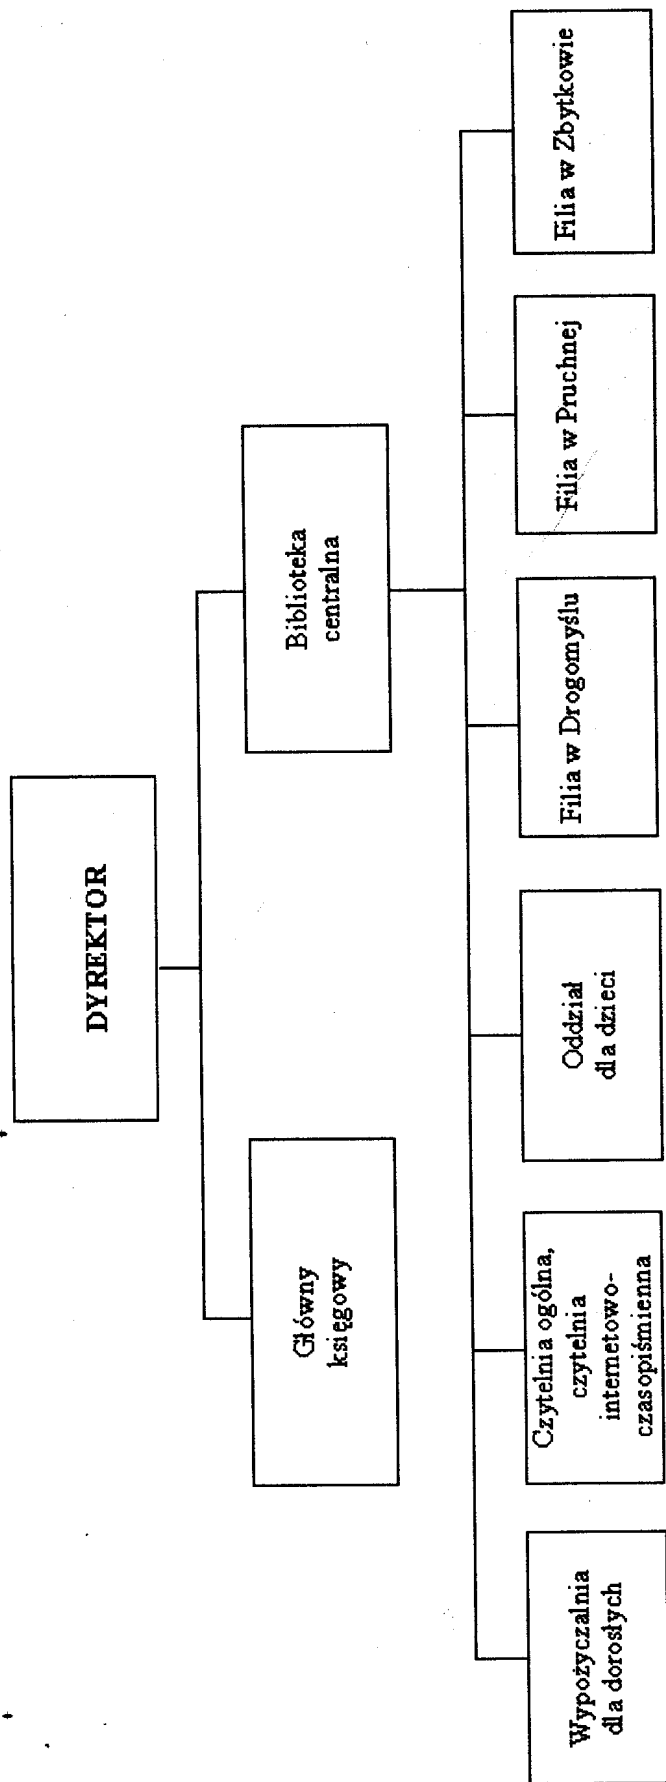 DYREKTOR
Główny
księgowy
Biblioteka
centralna
Wypożyczalnia
dla dorosłych
Czytelnia ogólna,
czytelnia
internetowo-
czasopiśmienna
Oddział
dla dzieci
Filia w Drogomyślu
Filia w Pruchnej
Filia w Zbytkowie